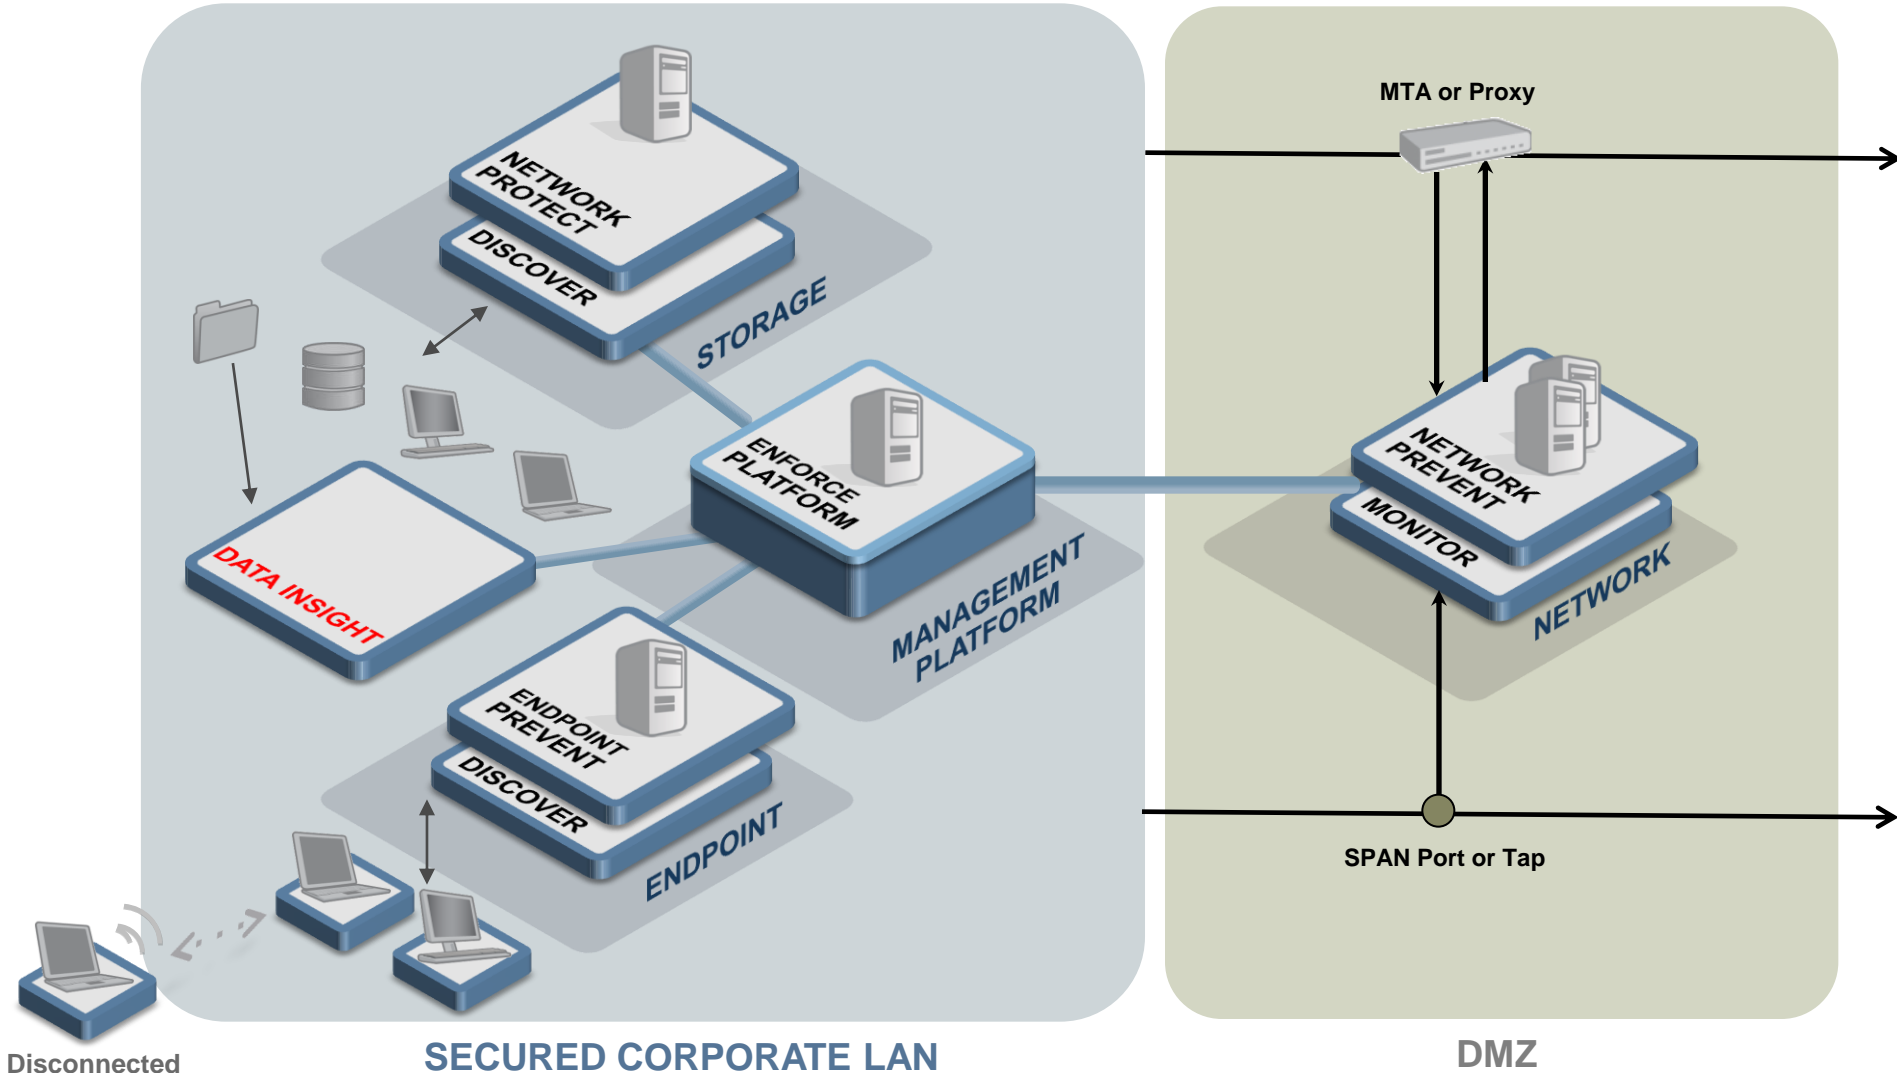 MTA or Proxy
NETWORK
PROTECT
DISCOVER
STORAGE
ENFORCE
PLATFORM
MANAGEMENT
PLATFORM
NETWORK
PREVENT
MONITOR
NETWORK
DATA INSIGHT
ENDPOINT
PREVENT
DISCOVER
ENDPOINT
SPAN Port or Tap
Disconnected
SECURED CORPORATE LAN
DMZ